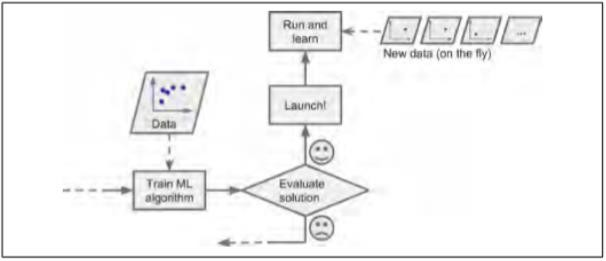 Run and
learn
New data (on the fly)
Launch!
Data
Train ML
algorithm
Evaluate
solution
...